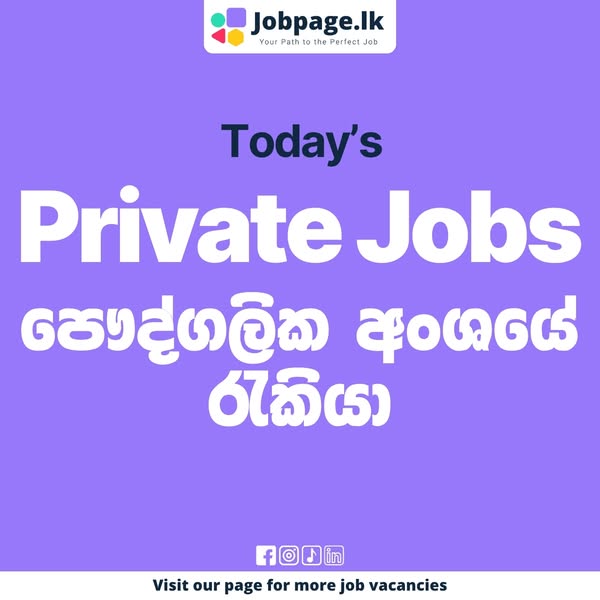 Jobpage.lk
Your Path to the Perfect Job
Today's
Private Jobs
පෞද්ගලික අංශයේ
රැකියා
Visit our page for more job vacancies